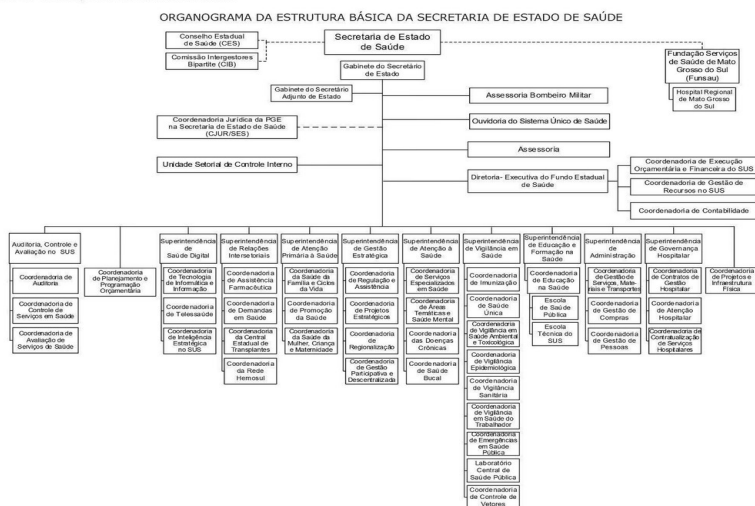 ORGANOGRAMA DA ESTRUTURA BÁSICA DA SECRETARIA DE ESTADO DE SAÚDE
Conselho Estadual
de Saúde (CES)
Comissão Intergestores
Bipartite (CIB)
Secretaria de Estado
de Saúde
Fundação Serviços
de Saúde de Mato
Grosso do Sul
(Funsau)
Hospital Regional
de Mato Grosso
do Sul
Gabinete do Secretário
de Estado
Gabinete do Secretário
Adjunto de Estado
Assessoria Bombeiro Militar
Coordenadoria Jurídica da PGE
na Secretaria de Estado de Saúde
(CJUR/SES)
Ouvidoria do Sistema Único de Saúde
Assessoria
Unidade Setorial de Controle Interno
Diretoria- Executiva do Fundo Estadual
de Saúde
Coordenadoria de Execução
Orçamentária e Financeira do SUS
Coordenadoria de Gestão de
Recursos no SUS
Coordenadoria de Contabilidade
Auditoria, Controle e
Avaliação no SUS
Coordenadoria de
Auditoria
Coordenadoria de
Controle de
Serviços em Saúde
Coordenadoria de
Avaliação de
Serviços de Saúde
Coordenadoria
de Planejamento e
Programação
Orçamentária
Superintendência
de
Saúde Digital
Coordenadoria
de Tecnologia
de Informática e
Informação
Coordenadoria
de Telessaúde
Coordenadoria
de Inteligência
Estratégica
no SUS
Superintendência
de Relações
Intersetoriais
Coordenadoria
de Assistência
Farmacêutica
Coordenadoria
de Demandas
em Saúde
Coordenadoria
da Central
Estadual de
Transplantes
Coordenadoria
da Rede
Hemosul
Superintendência
de Atenção
Primária à Saúde
Coordenadoria
da Saúde da
Família e Ciclos
da Vida
Coordenadoria
de Promoção
da Saúde
Coordenadoria
da Saúde da
Mulher, Criança
e Maternidade
Superintendência
de Gestão
Estratégica
Coordenadoria
de Regulação e
Assistência
Coordenadoria
de Projetos
Estratégicos
Coordenadoria
de
Regionalização
Coordenadoria
de Gestão
Participativa e
Descentralizada
Superintendência
de Atenção à
Saúde
Coordenadoria
de Serviços
Especializados
em Saúde
Coordenadoria
de Áreas
Temáticas e
Saúde Mental
Coordenadoria
das Doenças
Crônicas
Coordenadoria
de Saúde
Bucal
Superintendência
de Vigilância em
Saúde
Coordenadoria
de Imunização
Coordenadoria
de Saúde
Única
Coordenadoria
de Vigilância em
Saúde Ambiental
e Toxicológica
Coordenadoria
de Vigilância
Epidemiológica
Coordenadoria
de Vigilância
Sanitária
Coordenadoria
de Vigilância
em Saúde do
Trabalhador
Coordenadoria
de Emergências
em Saúde
Pública
Laboratório
Central de
Saúde Pública
Coordenadoria
de Controle de
Vetores
Superintendência
de Educação e
Formação na
Saúde
Coordenadoria
de Educação
na Saúde
Escola
de Saúde
Pública
Escola
Técnica do
SUS
Superintendência
de
Administração
Coordenadoria
de Gestão de
Serviços, Mate-
riais e Transportes
Coordenadoria
de Gestão de
Compras
Coordenadoria
de Gestão de
Pessoas
Superintendência
de Governança
Hospitalar
Coordenadoria
de Contratos de
Gestão
Hospitalar
Coordenadoria
de Atenção
Hospitalar
Coordenadoria de
Contratualização
de Serviços
Hospitalares
Coordenadoria
de Projetos e
Infraestrutura
Física